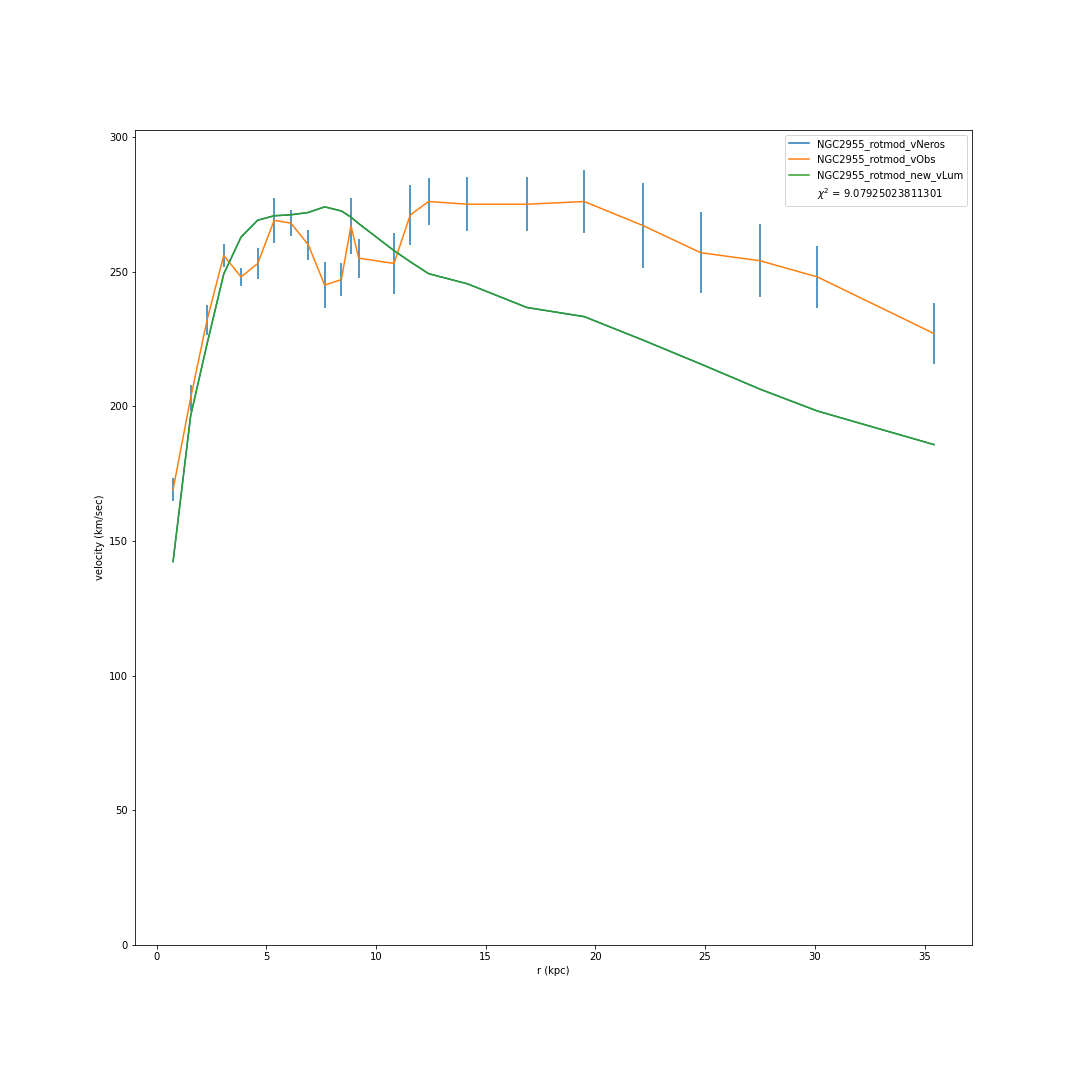 NGC2955_rotmod_vNeros
NGC2955_rotmod_vObs
NGC2955_rotmod_new_vLum
χ² = 9.07925023811301
300
250
200
150
100
50
0
velocity (km/sec)
0 5 10 15 20 25 30 35
r (kpc)